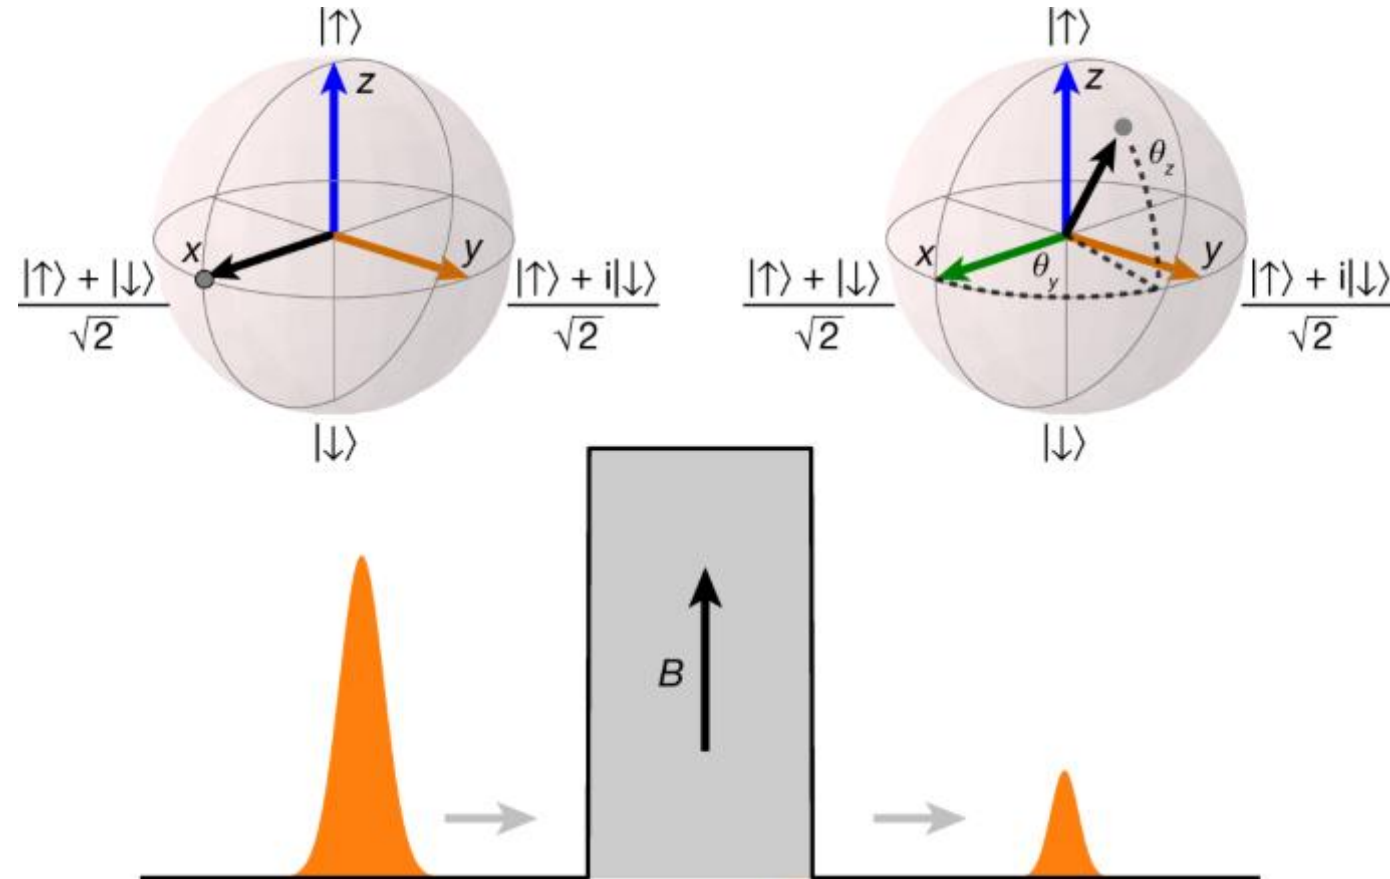 |↑⟩
z
x
y
|↑⟩ + |↓⟩
√2
|↑⟩ + i|↓⟩
√2
|↓⟩
|↑⟩
z
θz
x
θy
y
|↑⟩ + |↓⟩
√2
|↑⟩ + i|↓⟩
√2
|↓⟩
B